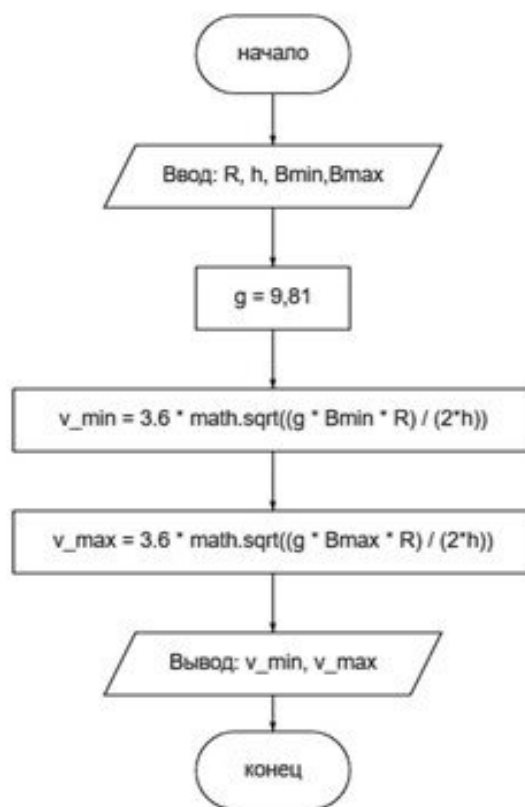 начало
Ввод: R, h, Bmin,Bmax
g = 9,81
v_min = 3.6 * math.sqrt((g * Bmin * R) / (2*h))
v_max = 3.6 * math.sqrt((g * Bmax * R) / (2*h))
Вывод: v_min, v_max
конец